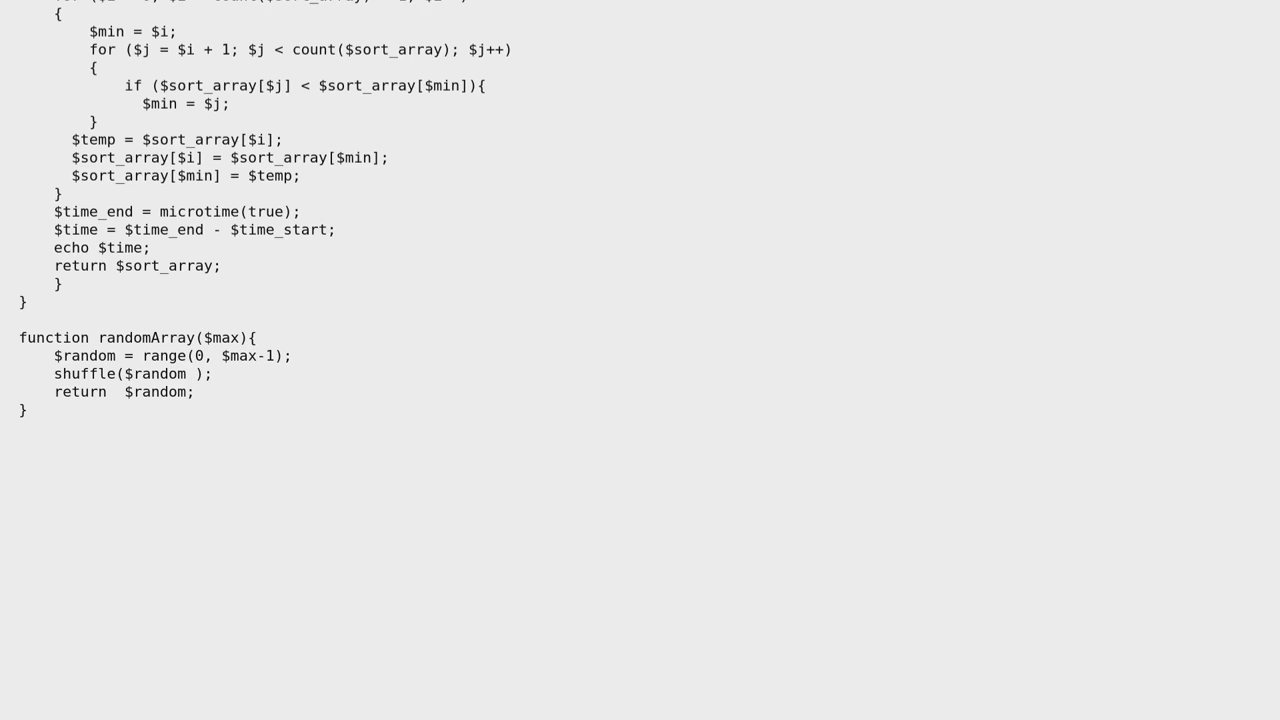 {
$min = $i;
for ($j = $i + 1; $j < count($sort_array); $j++)
{
if ($sort_array[$j] < $sort_array[$min]){
$min = $j;
}
$temp = $sort_array[$i];
$sort_array[$i] = $sort_array[$min];
$sort_array[$min] = $temp;
}
$time_end = microtime(true);
$time = $time_end - $time_start;
echo $time;
return $sort_array;
}
}
function randomArray($max){
$random = range(0, $max-1);
shuffle($random );
return  $random;
}